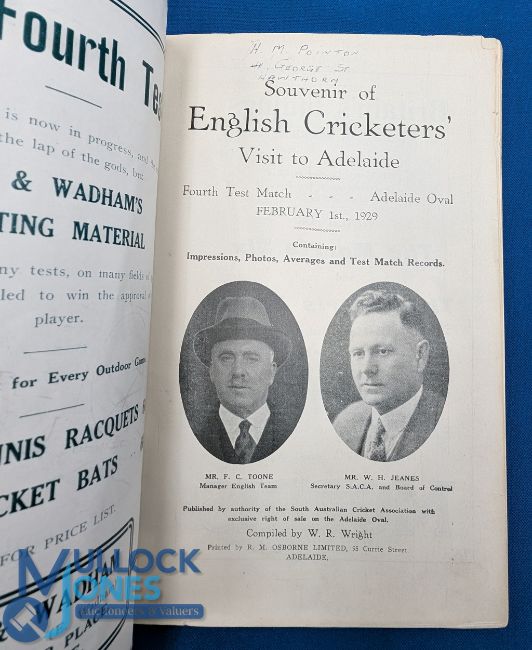 Fourth Tes
is now in progress, and
the lap of the gods, but
& WADHAM'S
TING MATERIAL
ny tests, on many fields
led to win the approval
player.
for Every Outdoor Game
NNIS RACQUETS
CKET BATS
FOR PRICE LIST.
H. M. POINTON
GEORGE ST
HAWTHORN
Souvenir of
English Cricketers'
Visit to Adelaide
Fourth Test Match - - - Adelaide Oval
FEBRUARY 1st., 1929
Containing:
Impressions, Photos, Averages and Test Match Records.
MR. F. C. TOONE
Manager English Team
MR. W. H. JEANES
Secretary S.A.C.A. and Board of Control
Published by authority of the South Australian Cricket Association with
exclusive right of sale on the Adelaide Oval.
Compiled by W. R. Wright
Printed by R. M. OSBORNE LIMITED, 55 Currie Street
ADELAIDE.
MULLOCK
JONES
auctioneers & valuers